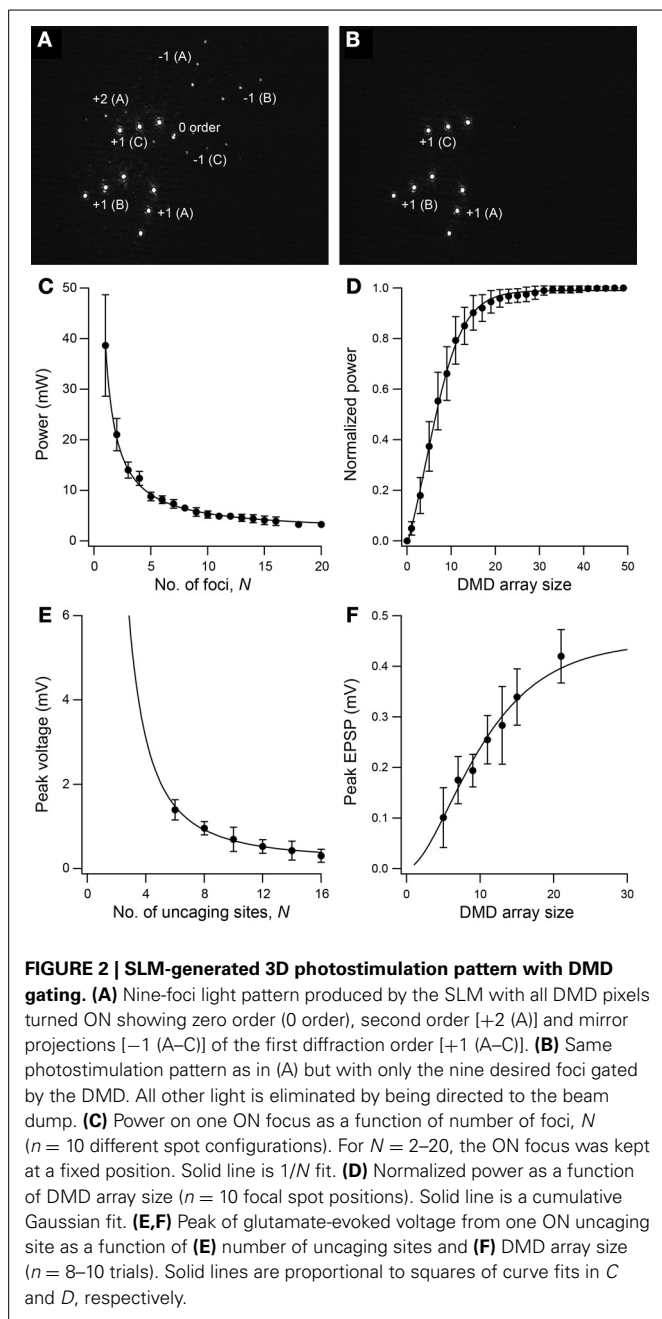 A
B
-1 (A)
-1 (B)
+2 (A)
0 order
+1 (C)
-1 (C)
+1 (B)
+1 (A)
+1 (C)
+1 (B)
+1 (A)
C
50
40
30
20
10
0
Power (mW)
0 5 10 15 20
No. of foci, N
D
1.0
0.8
0.6
0.4
0.2
0.0
Normalized power
0 10 20 30 40 50
DMD array size
E
6
4
2
0
Peak voltage (mV)
0 4 8 12 16
No. of uncaging sites, N
F
0.5
0.4
0.3
0.2
0.1
0.0
Peak EPSP (mV)
0 10 20 30
DMD array size
FIGURE 2 | SLM-generated 3D photostimulation pattern with DMD
gating. (A) Nine-foci light pattern produced by the SLM with all DMD pixels
turned ON showing zero order (0 order), second order [+2 (A)] and mirror
projections [−1 (A–C)] of the first diffraction order [+1 (A–C)]. (B) Same
photostimulation pattern as in (A) but with only the nine desired foci gated
by the DMD. All other light is eliminated by being directed to the beam
dump. (C) Power on one ON focus as a function of number of foci, N
(n = 10 different spot configurations). For N = 2–20, the ON focus was kept
at a fixed position. Solid line is 1/N fit. (D) Normalized power as a function
of DMD array size (n = 10 focal spot positions). Solid line is a cumulative
Gaussian fit. (E,F) Peak of glutamate-evoked voltage from one ON uncaging
site as a function of (E) number of uncaging sites and (F) DMD array size
(n = 8–10 trials). Solid lines are proportional to squares of curve fits in C
and D, respectively.